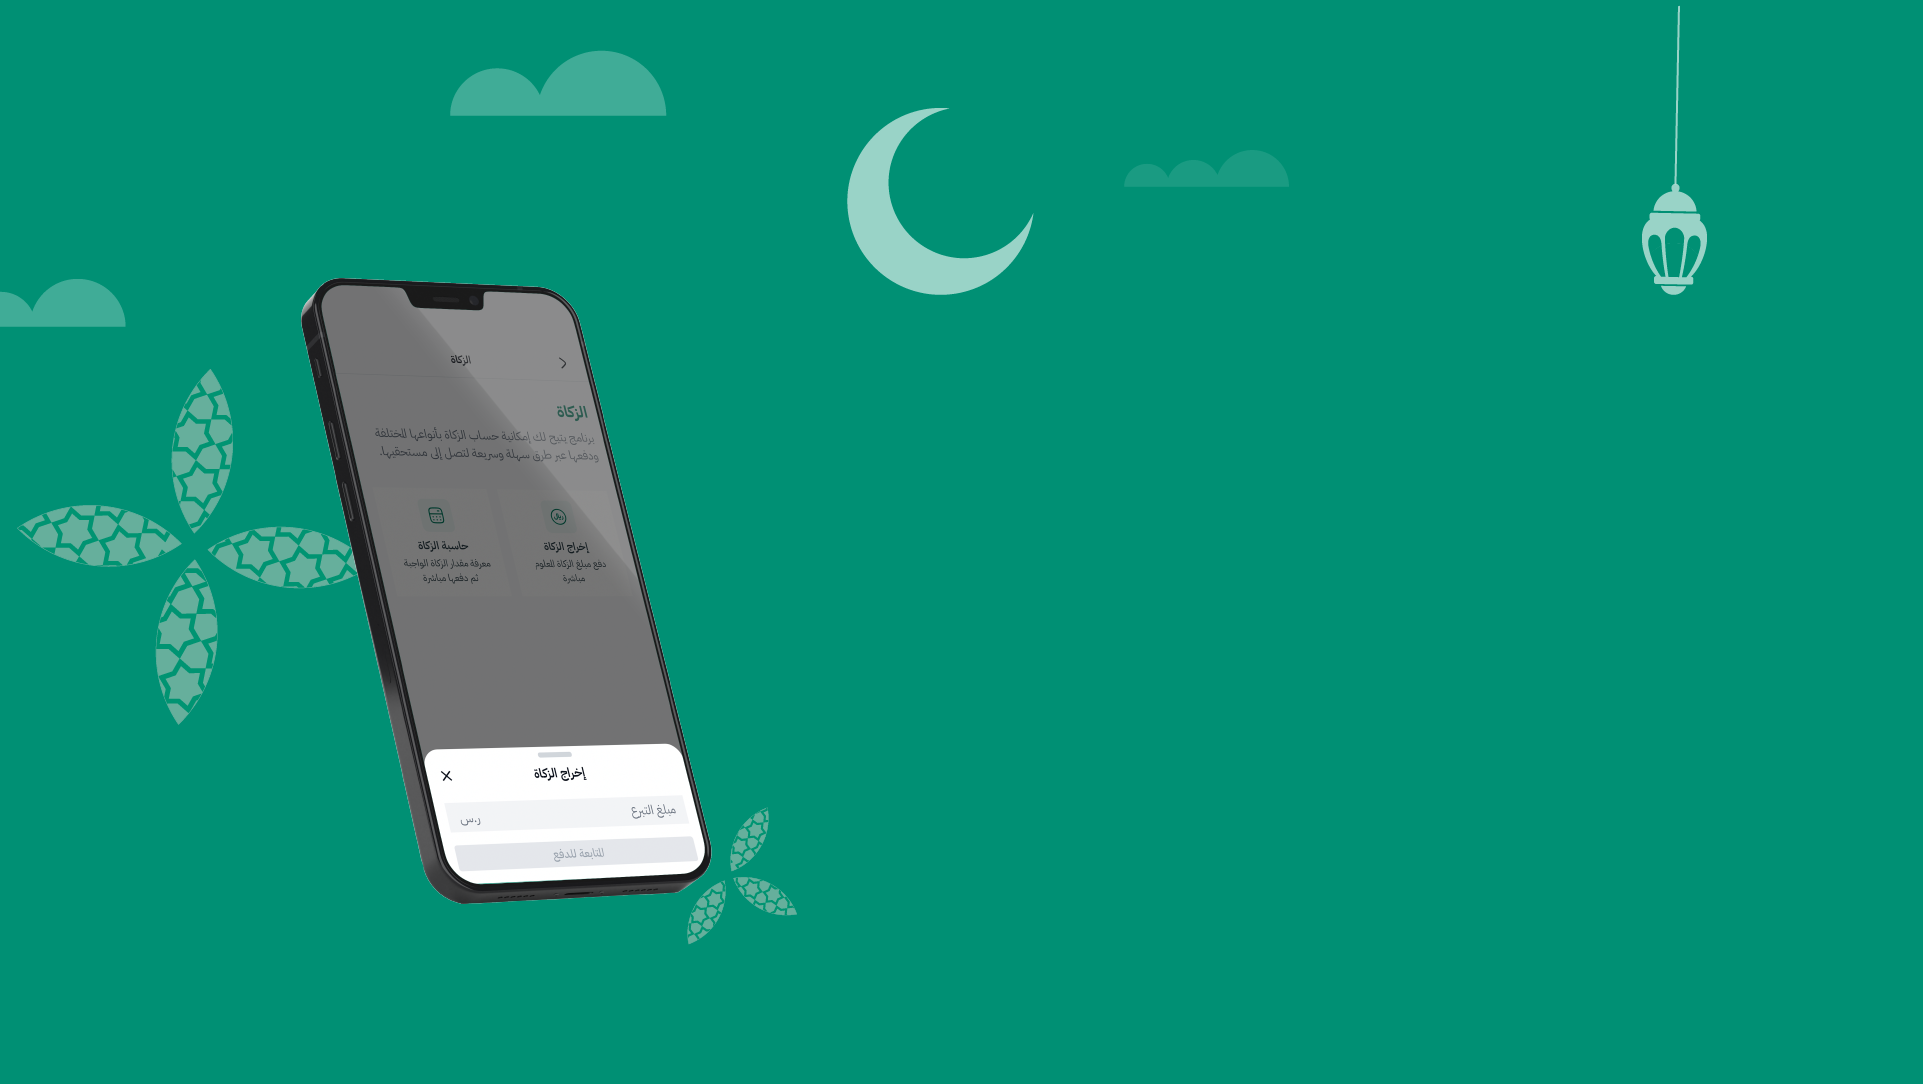 الزكاة
الزكاة
برنامج يتيح لك إمكانية حساب الزكاة بأنواعها المختلفة
ودفعها عبر طرق سهلة وسريعة لتصل إلى مستحقيها.
ريال
إخراج الزكاة
دفع مبلغ الزكاة المعلوم
مباشرة
حاسبة الزكاة
معرفة مقدار الزكاة الواجبة
ثم دفعها مباشرة
إخراج الزكاة
مبلغ التبرع
ر.س
المتابعة للدفع